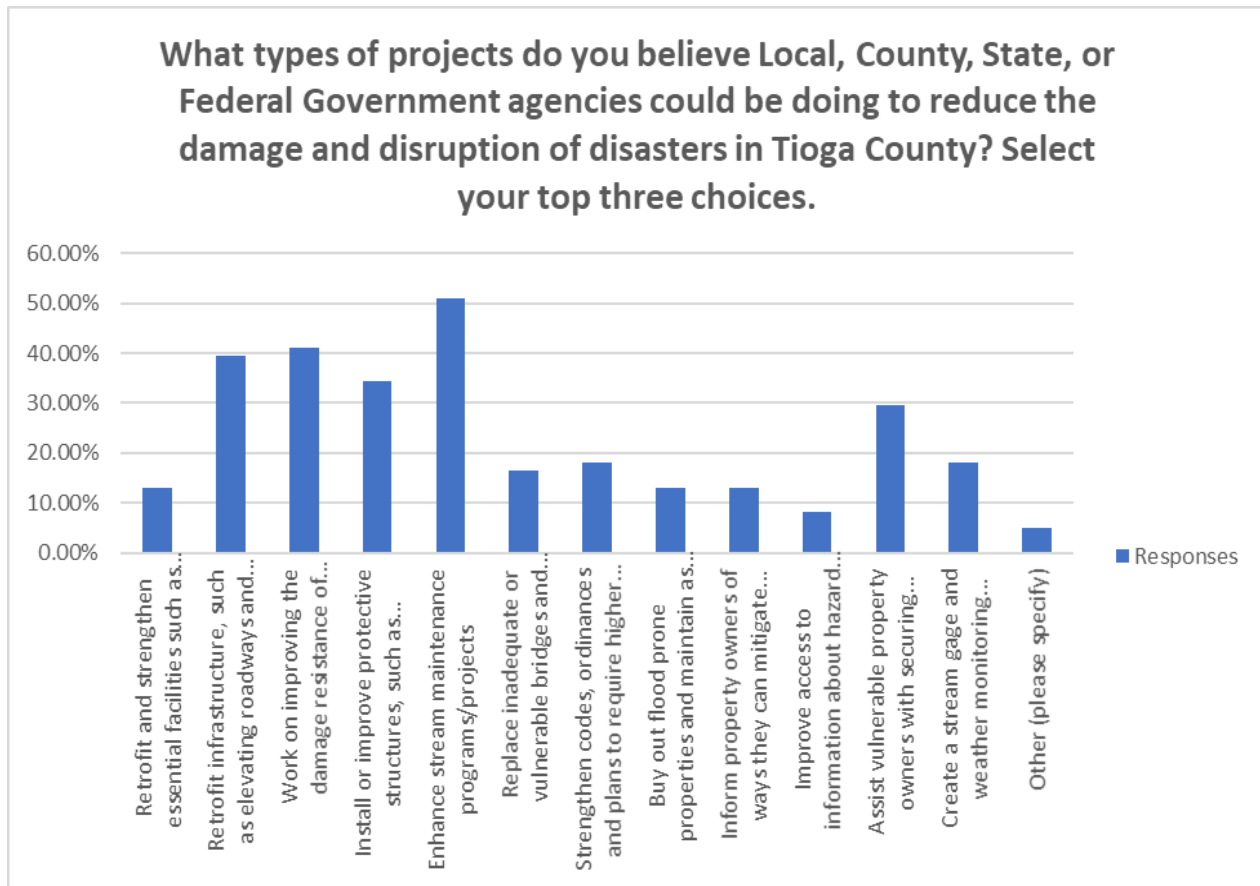 What types of projects do you believe Local, County, State, or
Federal Government agencies could be doing to reduce the
damage and disruption of disasters in Tioga County? Select
your top three choices.
60.00%
50.00%
40.00%
30.00%
20.00%
10.00%
0.00%
Retrofit and strengthen
essential facilities such as...
Retrofit infrastructure, such
as elevating roadways and...
Work on improving the
damage resistance of...
Install or improve protective
structures, such as...
Enhance stream maintenance
programs/projects
Replace inadequate or
vulnerable bridges and...
Strengthen codes, ordinances
and plans to require higher...
Buy out flood prone
properties and maintain as...
Inform property owners of
ways they can mitigate...
Improve access to
information about hazard...
Assist vulnerable property
owners with securing...
Create a stream gage and
weather monitoring...
Other (please specify)
Responses